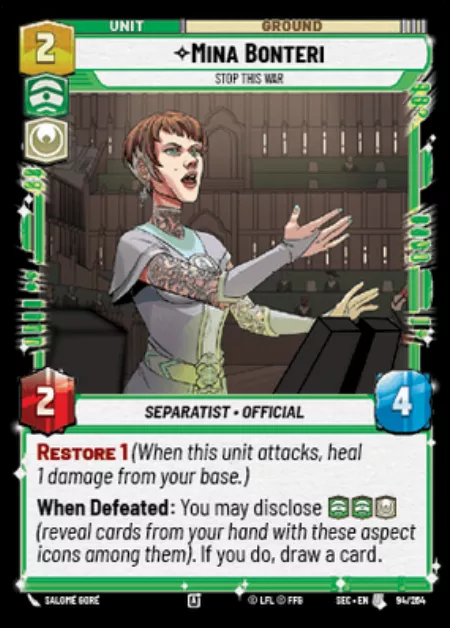 UNIT
GROUND
2
MINA BONTERI
STOP THIS WAR
2
4
SEPARATIST • OFFICIAL
RESTORE 1 (When this unit attacks, heal
1 damage from your base.)
When Defeated: You may disclose
(reveal cards from your hand with these aspect
icons among them). If you do, draw a card.
SALOMÉ GORÉ
A
© LFL © FFG
SEC • EN
94/264